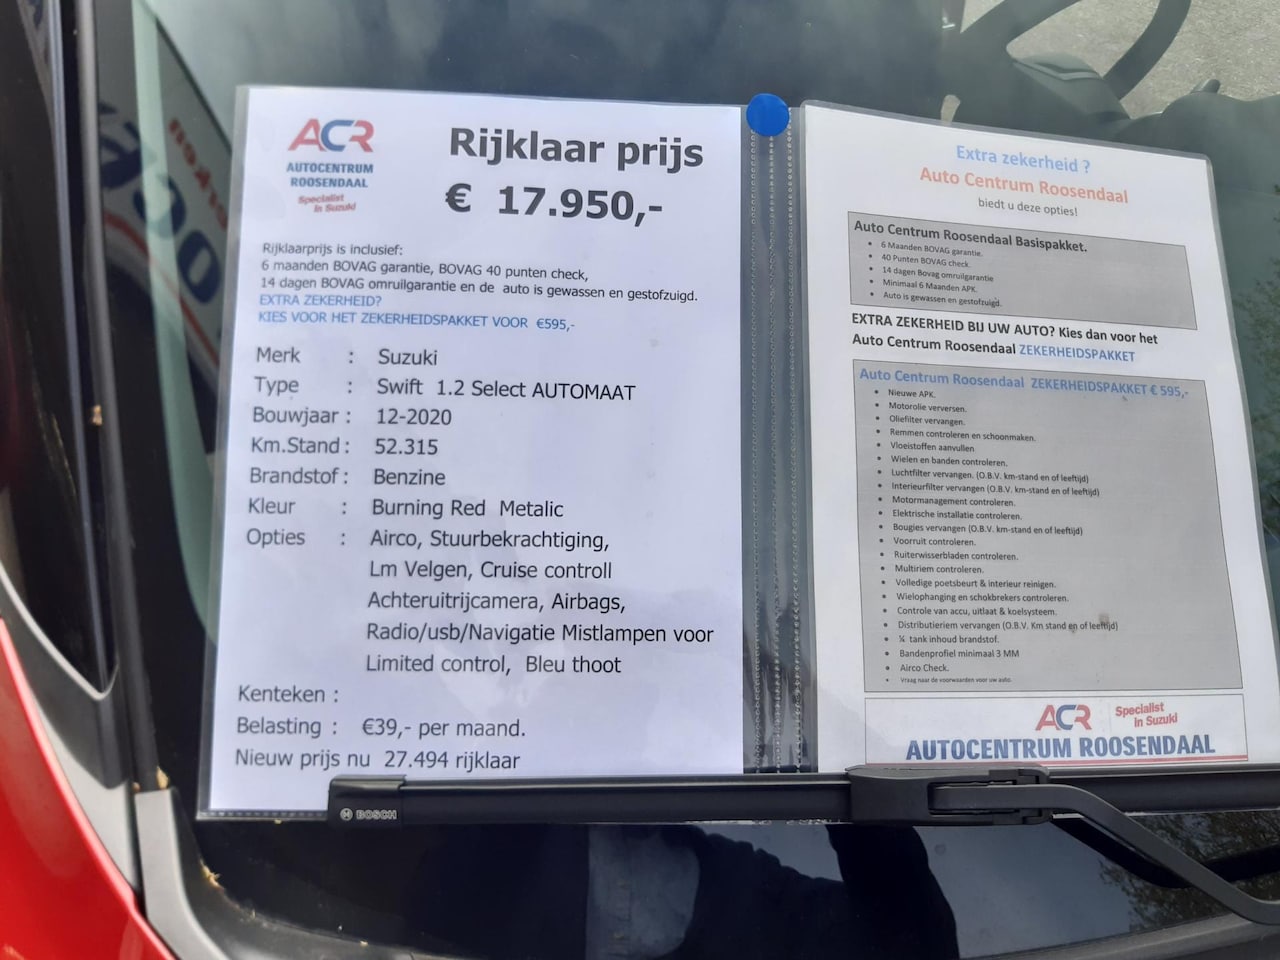 ACR
AUTOCENTRUM
ROOSENDAAL
Specialist
in Suzuki
Rijklaar prijs
€ 17.950,-
Rijklaarprijs is inclusief:
6 maanden BOVAG garantie, BOVAG 40 punten check,
14 dagen BOVAG omruilgarantie en de auto is gewassen en gestofzuigd.
EXTRA ZEKERHEID?
KIES VOOR HET ZEKERHEIDSPAKKET VOOR €595,-
Merk : Suzuki
Type : Swift 1.2 Select AUTOMAAT
Bouwjaar : 12-2020
Km.Stand : 52.315
Brandstof : Benzine
Kleur : Burning Red Metalic
Opties : Airco, Stuurbekrachtiging,
Lm Velgen, Cruise controll
Achteruitrijcamera, Airbags,
Radio/usb/Navigatie Mistlampen voor
Limited control, Bleu thoot
Kenteken :
Belasting : €39,- per maand.
Nieuw prijs nu 27.494 rijklaar
Extra zekerheid ?
Auto Centrum Roosendaal
biedt u deze opties!
Auto Centrum Roosendaal Basispakket.
• 6 Maanden BOVAG garantie.
• 40 Punten BOVAG check.
• 14 dagen Bovag omruilgarantie
• Minimaal 6 Maanden APK.
• Auto is gewassen en gestofzuigd.
EXTRA ZEKERHEID BIJ UW AUTO? Kies dan voor het
Auto Centrum Roosendaal ZEKERHEIDSPAKKET
Auto Centrum Roosendaal ZEKERHEIDSPAKKET € 595,-
• Nieuwe APK.
• Motorolie verversen.
• Oliefilter vervangen.
• Remmen controleren en schoonmaken.
• Vloeistoffen aanvullen
• Wielen en banden controleren.
• Luchtfilter vervangen. (O.B.V. km-stand en of leeftijd)
• Interieurfilter vervangen (O.B.V. km-stand en of leeftijd)
• Motormanagement controleren.
• Elektrische installatie controleren.
• Bougies vervangen (O.B.V. km-stand en of leeftijd)
• Voorruit controleren.
• Ruiterwisserbladen controleren.
• Multiriem controleren.
• Volledige poetsbeurt & interieur reinigen.
• Wielophanging en schokbrekers controleren.
• Controle van accu, uitlaat & koelsysteem.
• Distributieriem vervangen (O.B.V. Km stand en of leeftijd)
• ¼ tank inhoud brandstof.
• Bandenprofiel minimaal 3 MM
• Airco Check.
• Vraag naar de voorwaarden voor uw auto.
ACR Specialist
in Suzuki
AUTOCENTRUM ROOSENDAAL
BOSCH